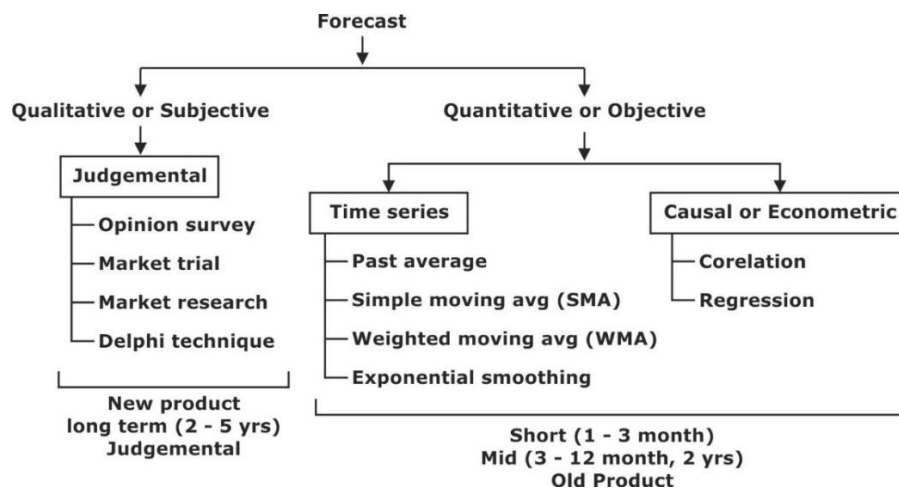 Forecast
Qualitative or Subjective
Quantitative or Objective
Judgemental
Opinion survey
Market trial
Market research
Delphi technique
New product
long term (2 - 5 yrs)
Judgemental
Time series
Past average
Simple moving avg (SMA)
Weighted moving avg (WMA)
Exponential smoothing
Causal or Econometric
Corelation
Regression
Short (1 - 3 month)
Mid (3 - 12 month, 2 yrs)
Old Product